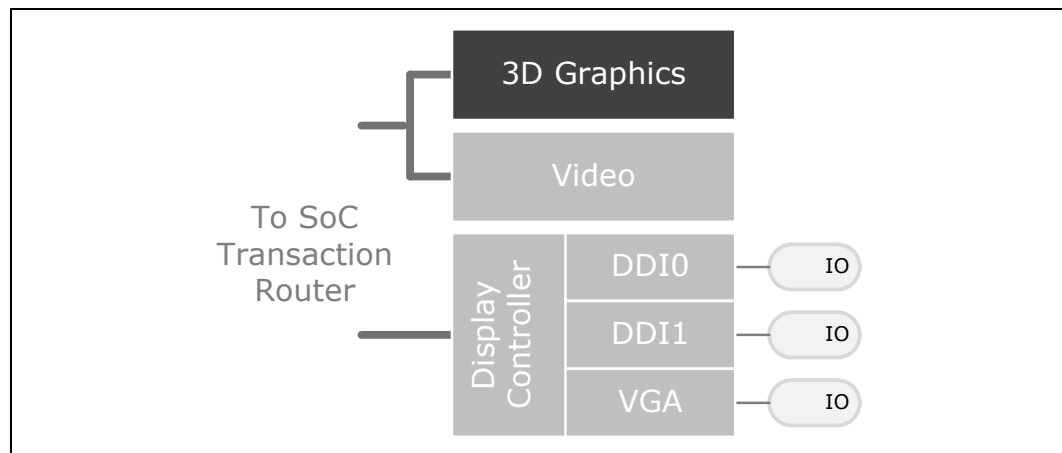 3D Graphics
Video
To SoC
Transaction
Router
Display
Controller
DDI0
IO
DDI1
IO
VGA
IO